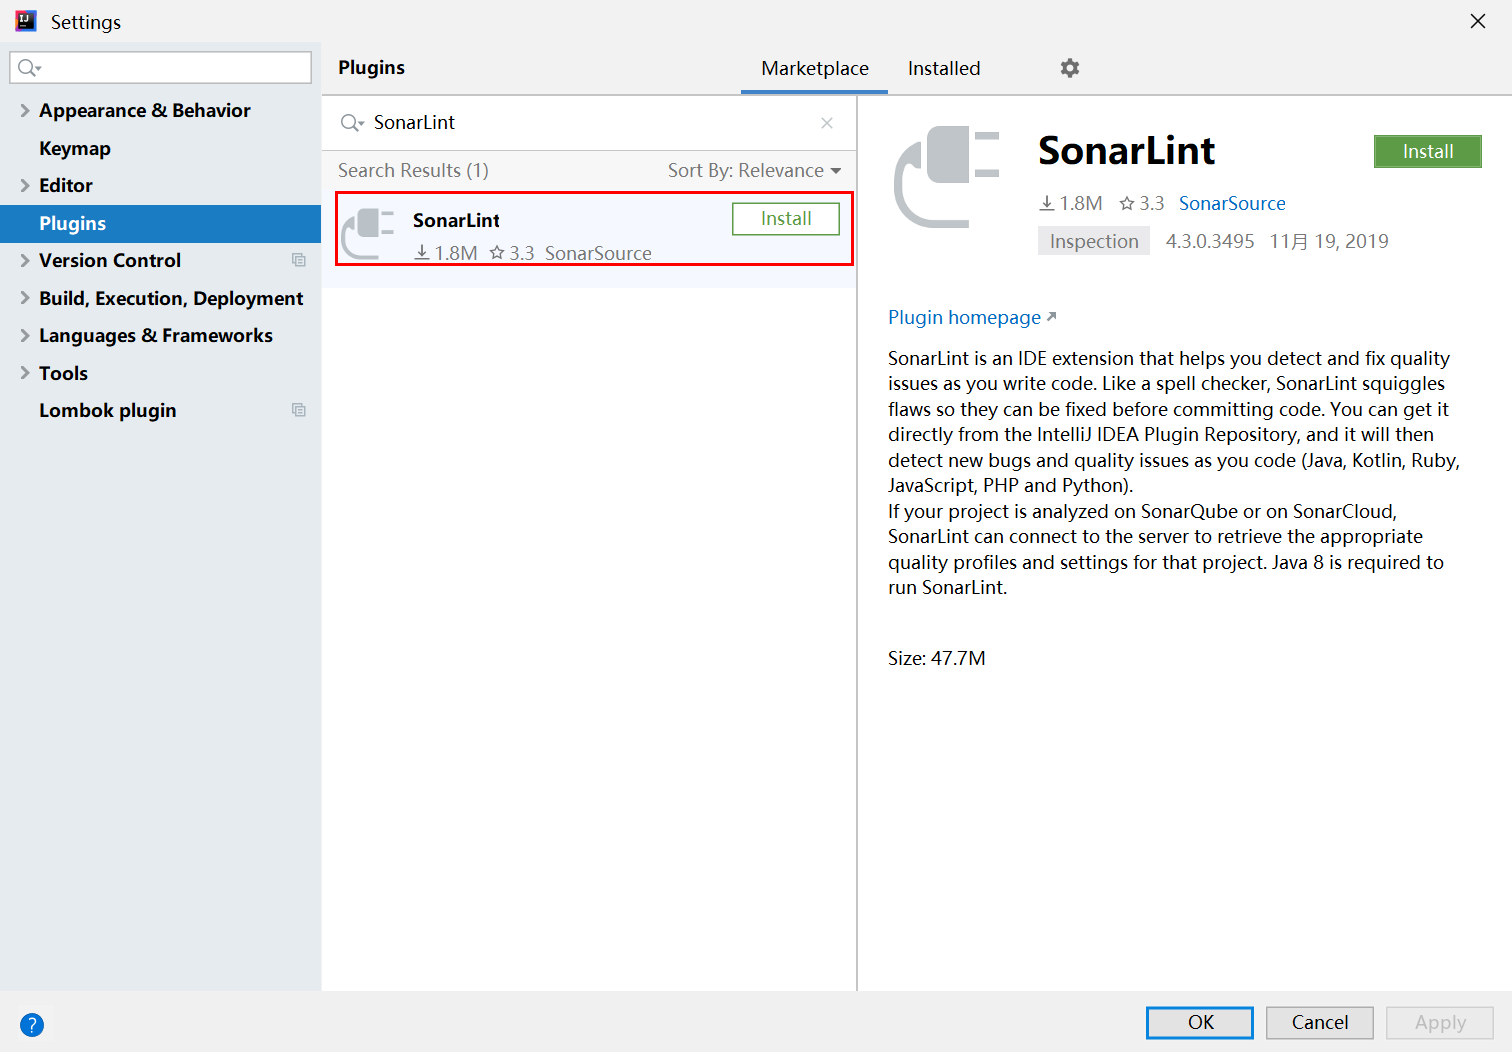 Settings
Plugins
Marketplace
Installed
Appearance & Behavior
Keymap
Editor
Plugins
Version Control
Build, Execution, Deployment
Languages & Frameworks
Tools
Lombok plugin
SonarLint
Search Results (1)
Sort By: Relevance
SonarLint
Install
1.8M 3.3 SonarSource
SonarLint
Install
1.8M 3.3 SonarSource
Inspection 4.3.0.3495 11月 19, 2019
Plugin homepage
SonarLint is an IDE extension that helps you detect and fix quality
issues as you write code. Like a spell checker, SonarLint squiggles
flaws so they can be fixed before committing code. You can get it
directly from the IntelliJ IDEA Plugin Repository, and it will then
detect new bugs and quality issues as you code (Java, Kotlin, Ruby,
JavaScript, PHP and Python).
If your project is analyzed on SonarQube or on SonarCloud,
SonarLint can connect to the server to retrieve the appropriate
quality profiles and settings for that project. Java 8 is required to
run SonarLint.
Size: 47.7M
?
OK
Cancel
Apply